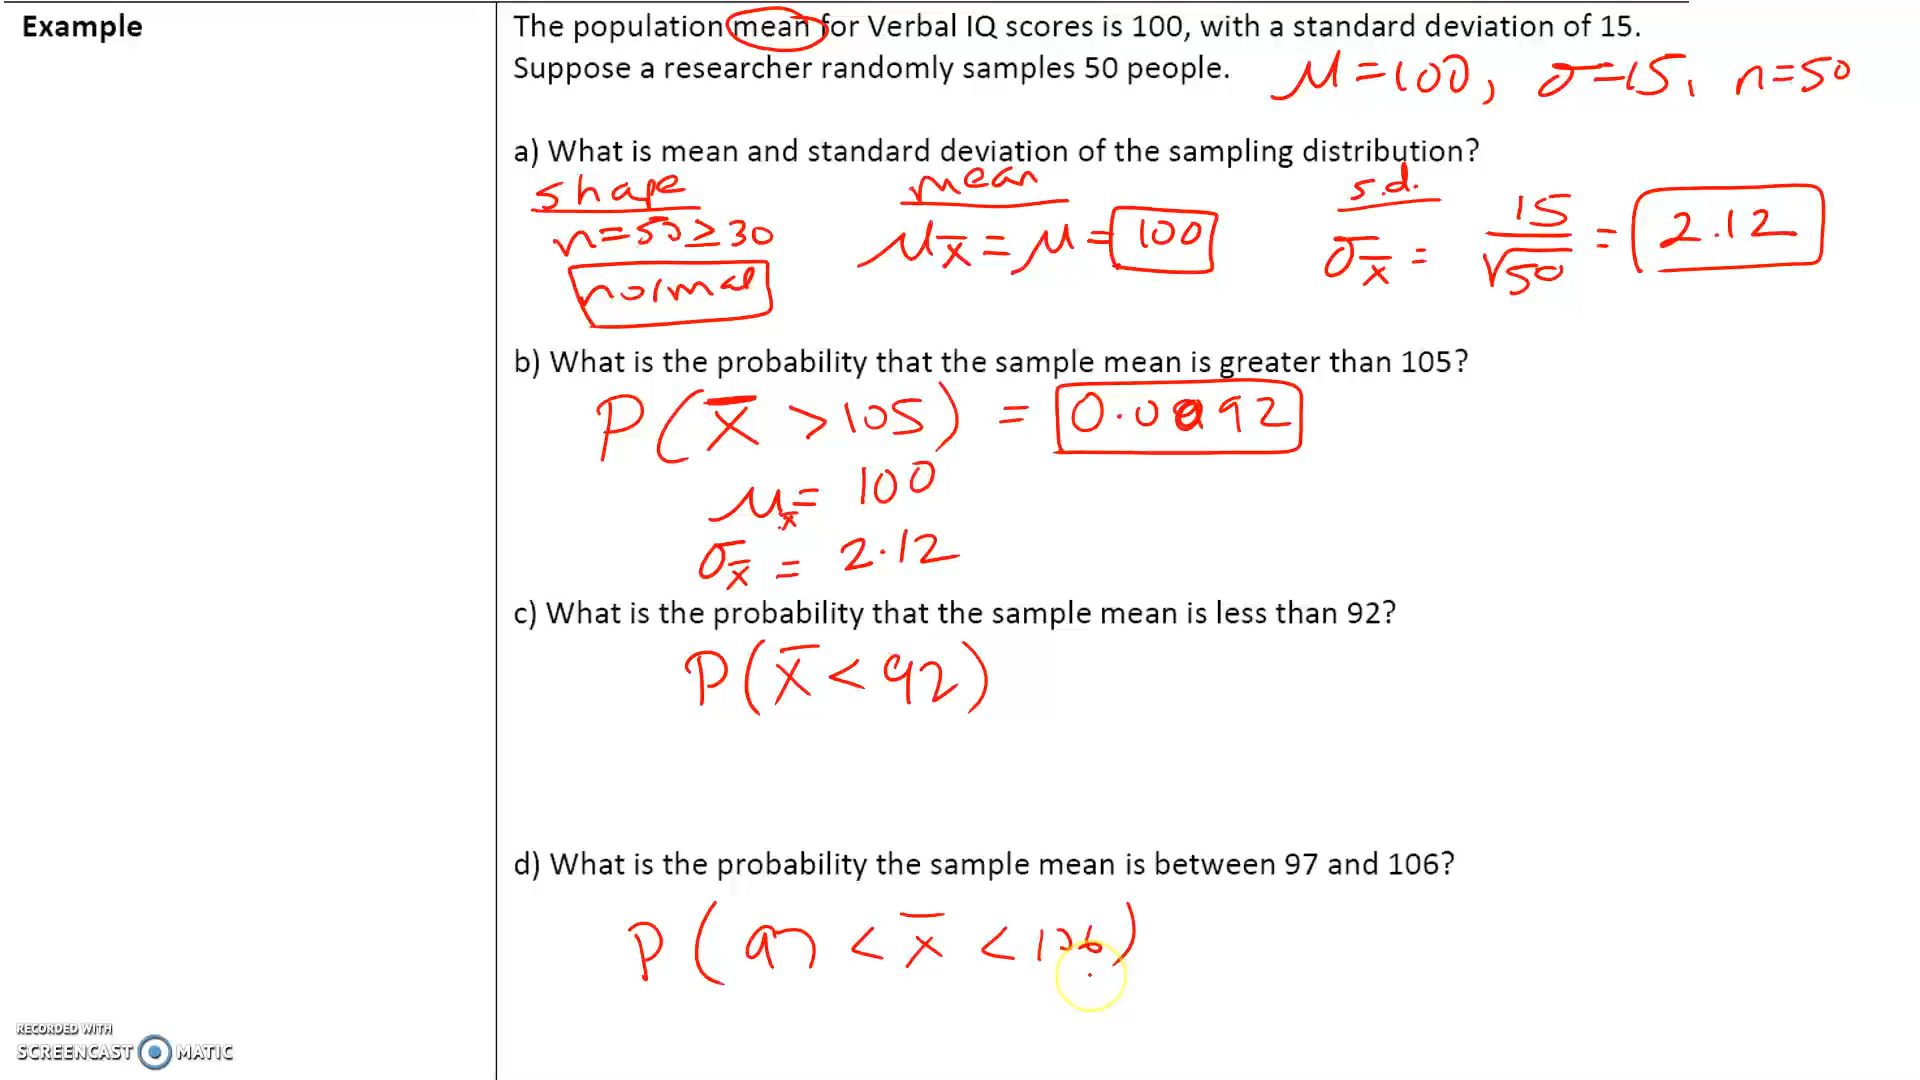 Example
The population mean for Verbal IQ scores is 100, with a standard deviation of 15.
Suppose a researcher randomly samples 50 people.
μ=100, σ=15, n=50
a) What is mean and standard deviation of the sampling distribution?
shape
n=50≥30
normal
mean
μx̄ = μ = 100
s.d.
σx̄ = 15/√50 = 2.12
b) What is the probability that the sample mean is greater than 105?
P(x̄ > 105) = 0.0092
μx̄ = 100
σx̄ = 2.12
c) What is the probability that the sample mean is less than 92?
P(x̄ < 92)
d) What is the probability the sample mean is between 97 and 106?
P(97 < x̄ < 106)
RECORDED WITH
SCREENCAST MATIC